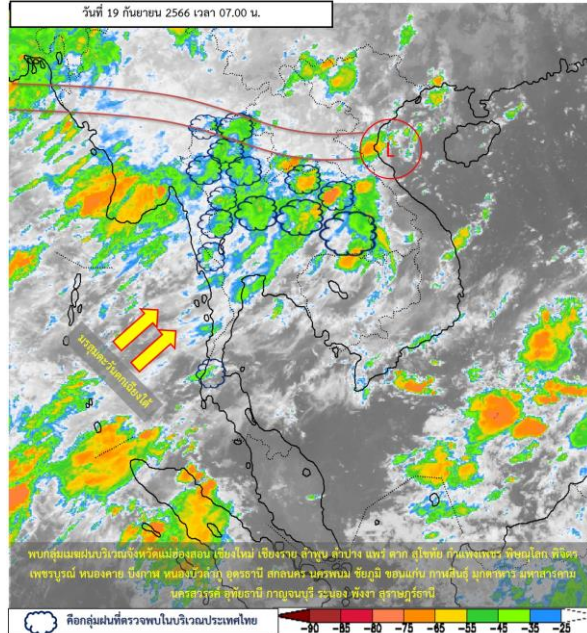 วันที่ 19 กันยายน 2566 เวลา 07.00 น.
L
มรสุมตะวันตกเฉียงใต้
พบกลุ่มเมฆฝนบริเวณจังหวัดแม่ฮ่องสอน เชียงใหม่ เชียงราย ลำพูน ลำปาง แพร่ ตาก สุโขทัย กำแพงเพชร พิษณุโลก พิจิตร
เพชรบูรณ์ หนองคาย บึงกาฬ หนองบัวลำภู อุดรธานี สกลนคร นครพนม ชัยภูมิ ขอนแก่น กาฬสินธุ์ มุกดาหาร มหาสารคาม
นครสวรรค์ อุทัยธานี กาญจนบุรี ระนอง พังงา สุราษฎร์ธานี
คือกลุ่มฝนที่ตรวจพบในบริเวณประเทศไทย
-90 -85 -80 -70 -60 -55 -45 -35 -25